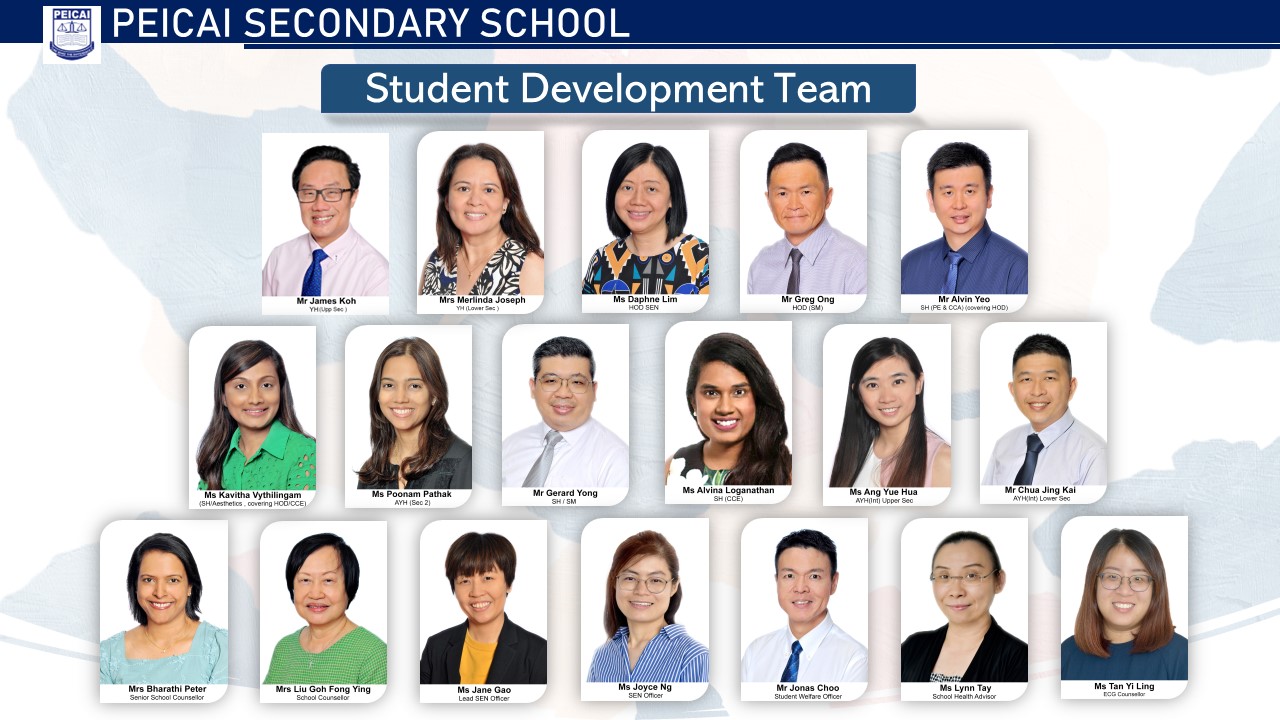 PEICAI
PEICAI SECONDARY SCHOOL
Student Development Team
Mr James Koh
YH (Upp Sec )
Mrs Merlinda Joseph
YH (Lower Sec )
Ms Daphne Lim
HOD SEN
Mr Greg Ong
HOD (SM)
Mr Alvin Yeo
SH (PE & CCA) (covering HOD)
Ms Kavitha Vythilingam
(SH/Aesthetics , covering HOD/CCE)
Ms Poonam Pathak
AYH (Sec 2)
Mr Gerard Yong
SH / SM
Ms Alvina Loganathan
SH (CCE)
Ms Ang Yue Hua
AYH(Int) Upper Sec
Mr Chua Jing Kai
AYH(Int) Lower Sec
Mrs Bharathi Peter
Senior School Counsellor
Mrs Liu Goh Fong Ying
School Counsellor
Ms Jane Gao
Lead SEN Officer
Ms Joyce Ng
SEN Officer
Mr Jonas Choo
Student Welfare Officer
Ms Lynn Tay
School Health Advisor
Ms Tan Yi Ling
ECG Counsellor